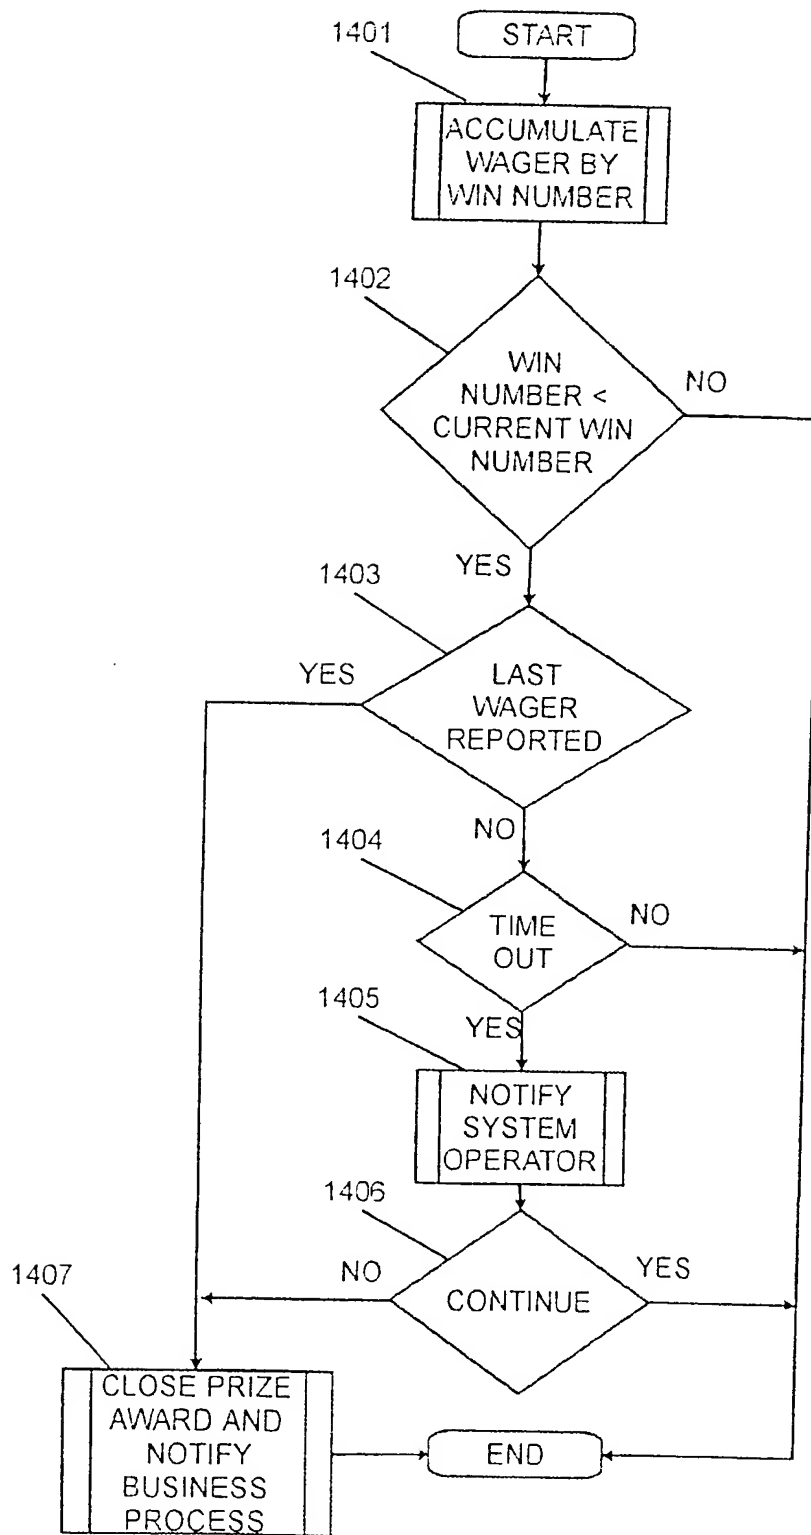 1401
START
ACCUMULATE
WAGER BY
WIN NUMBER
1402
WIN
NUMBER <
CURRENT WIN
NUMBER
NO
YES
1403
YES
LAST
WAGER
REPORTED
NO
1404
TIME
OUT
NO
1405
YES
NOTIFY
SYSTEM
OPERATOR
1406
NO
CONTINUE
YES
1407
CLOSE PRIZE
AWARD AND
NOTIFY
BUSINESS
PROCESS
END